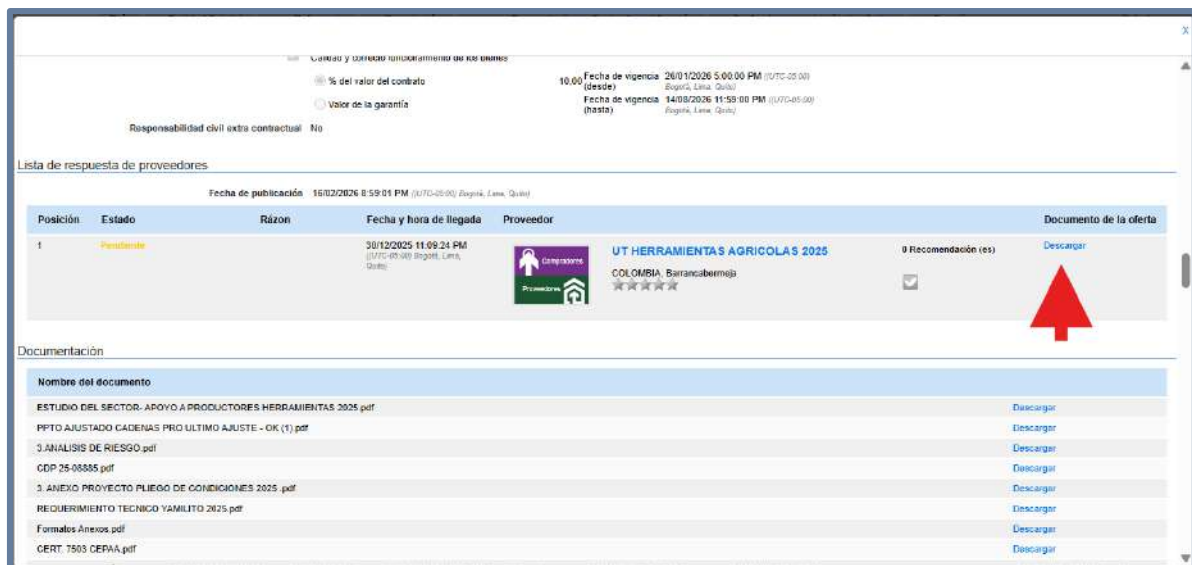 X
Calidad y correcto funcionamiento de los bienes
% del valor del contrato 10,00 Fecha de vigencia (desde) 26/01/2026 5:00:00 PM ((UTC-05:00) Bogotá, Lima, Quito)
Valor de la garantía Fecha de vigencia (hasta) 14/08/2026 11:59:00 PM ((UTC-05:00) Bogotá, Lima, Quito)
Responsabilidad civil extra contractual No
Lista de respuesta de proveedores
Fecha de publicación 16/02/2026 8:59:01 PM ((UTC-05:00) Bogotá, Lima, Quito)
Posición Estado Rázon Fecha y hora de llegada Proveedor Documento de la oferta
1 Pendiente 30/12/2025 11:09:24 PM ((UTC-05:00) Bogotá, Lima, Quito)
Compradores
Proveedores
UT HERRAMIENTAS AGRICOLAS 2025
COLOMBIA, Barrancabermeja
0 Recomendación (es)
Descargar
Documentación
Nombre del documento
ESTUDIO DEL SECTOR- APOYO A PRODUCTORES HERRAMIENTAS 2025.pdf Descargar
PPTO AJUSTADO CADENAS PRO ULTIMO AJUSTE - OK (1).pdf Descargar
3.ANALISIS DE RIESGO.pdf Descargar
CDP 25-08885.pdf Descargar
3. ANEXO PROYECTO PLIEGO DE CONDICIONES 2025 .pdf Descargar
REQUERIMIENTO TECNICO YAMILITO 2025.pdf Descargar
Formatos Anexos.pdf Descargar
CERT. 7503 CEPAA.pdf Descargar